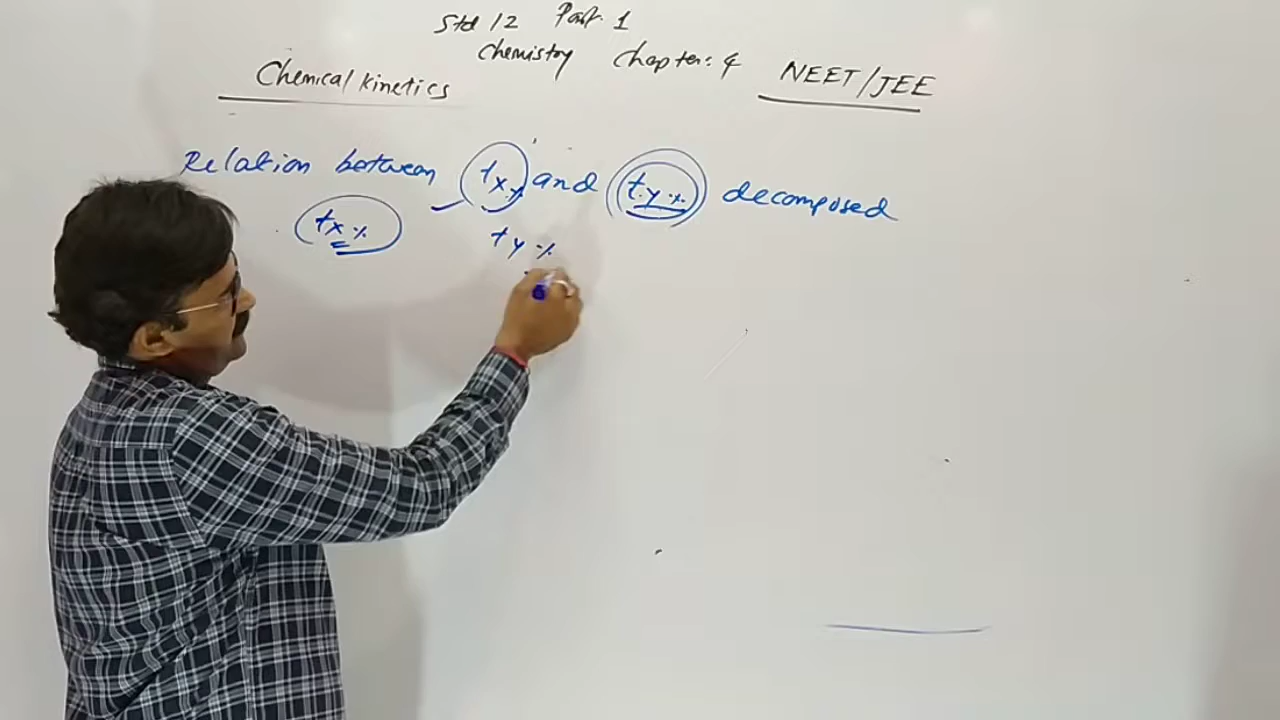 Std 12 Part. 1
Chemistry Chapter: 4
Chemical kinetics
NEET/JEE
Relation between tx% and ty% decomposed
tx% ty%